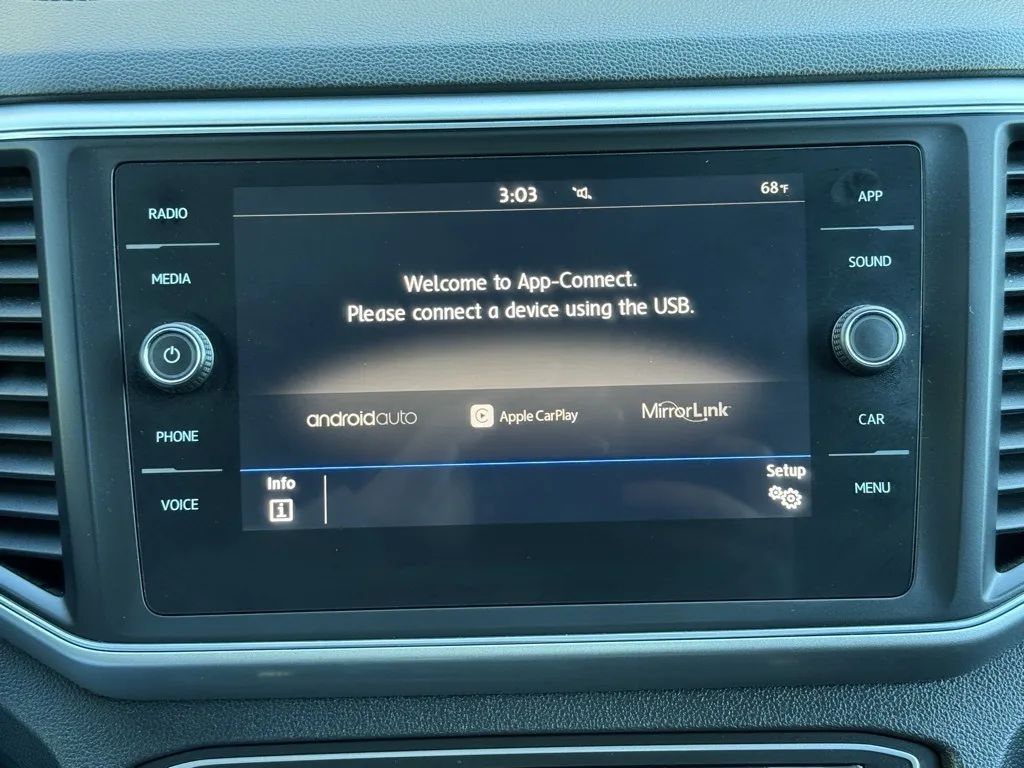 3:03
68°F
RADIO
MEDIA
PHONE
VOICE
Welcome to App-Connect.
Please connect a device using the USB.
androidauto
Apple CarPlay
MirrorLink
Info
i
Setup
APP
SOUND
CAR
MENU